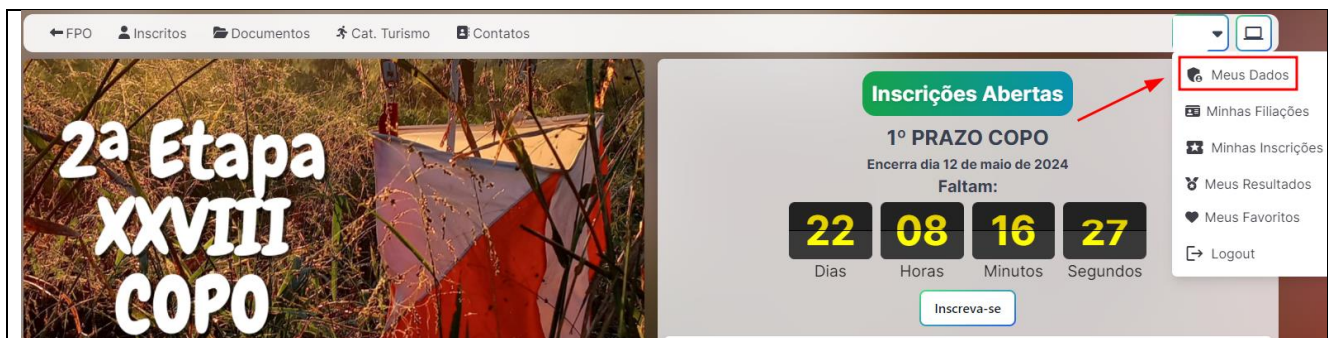 FPO Inscritos Documentos Cat. Turismo Contatos
2ª Etapa
XXVIII
COPO
Inscrições Abertas
1º PRAZO COPO
Encerra dia 12 de maio de 2024
Faltam:
22 08 16 27
Dias Horas Minutos Segundos
Inscreva-se
Meus Dados
Minhas Filiações
Minhas Inscrições
Meus Resultados
Meus Favoritos
Logout